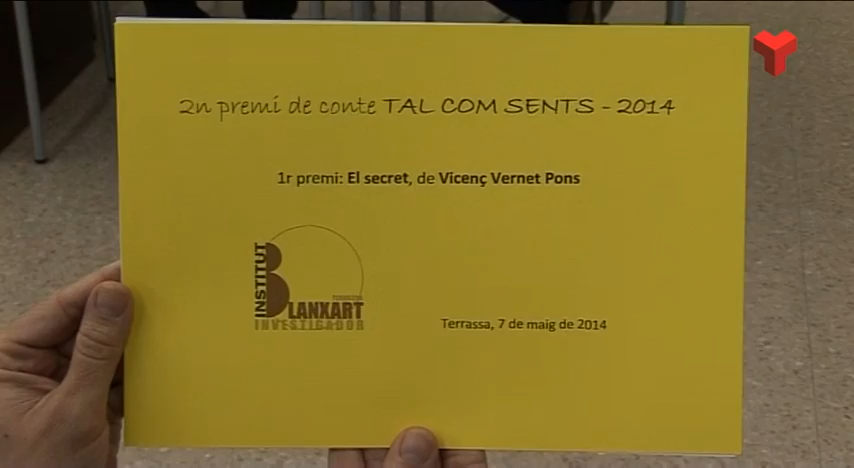 2n premi de conte TAL COM SENTS - 2014
1r premi: El secret, de Vicenç Vernet Pons
INSTITUT
BLANXART
INVESTIGADOR
Terrassa, 7 de maig de 2014